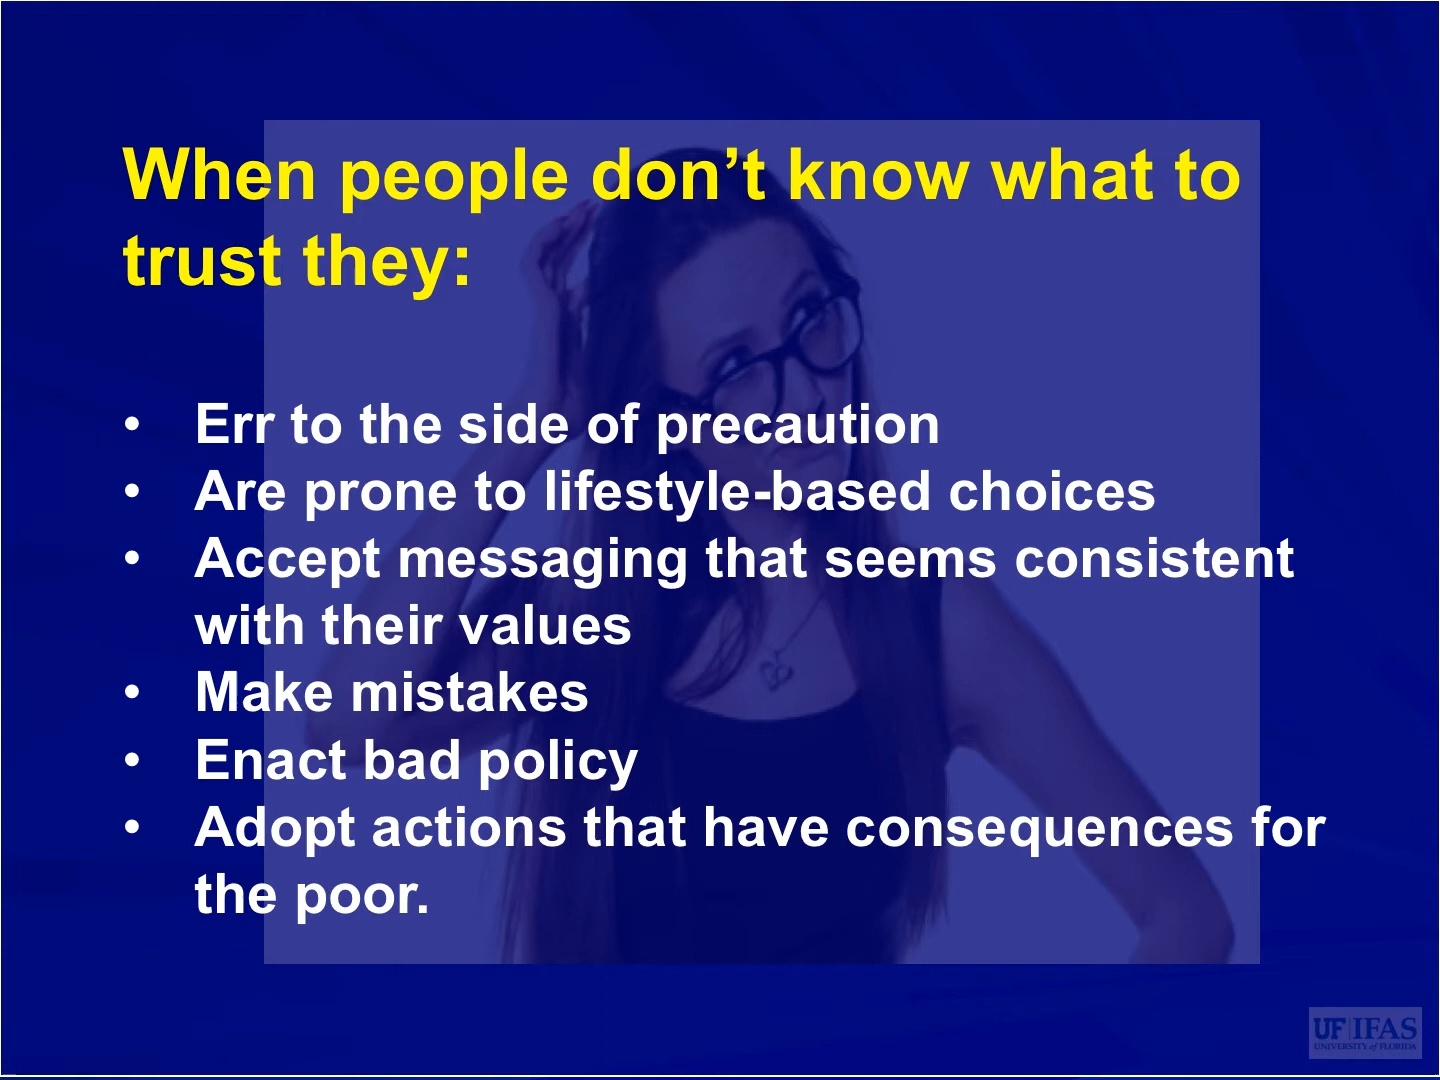 When people don’t know what to
trust they:
• Err to the side of precaution
• Are prone to lifestyle-based choices
• Accept messaging that seems consistent
with their values
• Make mistakes
• Enact bad policy
• Adopt actions that have consequences for
the poor.
UF IFAS
UNIVERSITY of FLORIDA